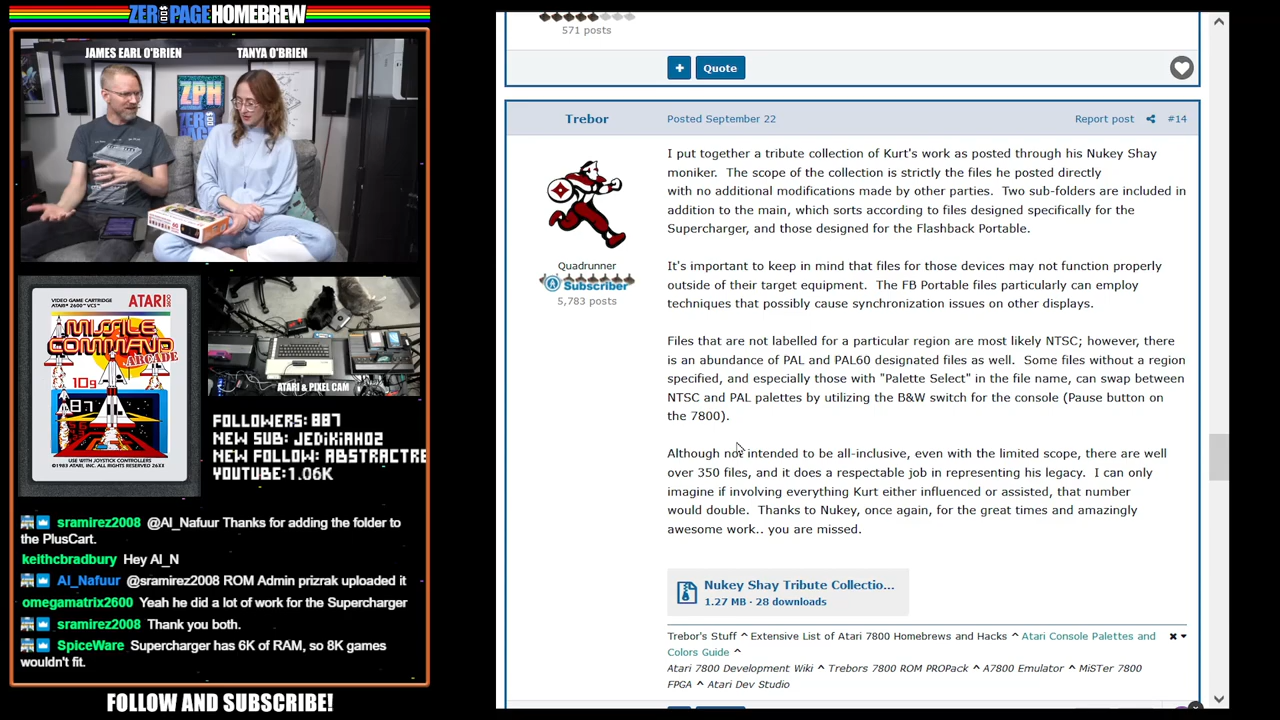 ZERO PAGE HOMEBREW
JAMES EARL O'BRIEN
TANYA O'BRIEN
ZPH
VIDEO GAME CARTRIDGE
ATARI® 2600™ VCS™
ATARI
MISSILE
COMMAND
ARCADE
USE WITH JOYSTICK CONTROLLERS
©1983 ATARI, INC. ALL RIGHTS RESERVED 26XX
ATARI & PIXEL CAM
FOLLOWERS: 887
NEW SUB: JEDIKIAH02
NEW FOLLOW: ABSTRACTRE
YOUTUBE: 1.06K
sramirez2008 @Al_Nafuur Thanks for adding the folder to
the PlusCart.
keithcbradbury Hey Al_N
Al_Nafuur @sramirez2008 ROM Admin prizrak uploaded it
omegamatrix2600 Yeah he did a lot of work for the Supercharger
sramirez2008 Thank you both.
SpiceWare Supercharger has 6K of RAM, so 8K games
wouldn't fit.
FOLLOW AND SUBSCRIBE!
571 posts
+ Quote
Trebor
Posted September 22
Report post
#14
Quadrunner
Subscriber
5,783 posts
I put together a tribute collection of Kurt's work as posted through his Nukey Shay
moniker. The scope of the collection is strictly the files he posted directly
with no additional modifications made by other parties. Two sub-folders are included in
addition to the main, which sorts according to files designed specifically for the
Supercharger, and those designed for the Flashback Portable.
It's important to keep in mind that files for those devices may not function properly
outside of their target equipment. The FB Portable files particularly can employ
techniques that possibly cause synchronization issues on other displays.
Files that are not labelled for a particular region are most likely NTSC; however, there
is an abundance of PAL and PAL60 designated files as well. Some files without a region
specified, and especially those with "Palette Select" in the file name, can swap between
NTSC and PAL palettes by utilizing the B&W switch for the console (Pause button on
the 7800).
Although not intended to be all-inclusive, even with the limited scope, there are well
over 350 files, and it does a respectable job in representing his legacy. I can only
imagine if involving everything Kurt either influenced or assisted, that number
would double. Thanks to Nukey, once again, for the great times and amazingly
awesome work.. you are missed.
Nukey Shay Tribute Collectio...
1.27 MB · 28 downloads
Trebor's Stuff ^ Extensive List of Atari 7800 Homebrews and Hacks ^ Atari Console Palettes and
Colors Guide ^
Atari 7800 Development Wiki ^ Trebors 7800 ROM PROPack ^ A7800 Emulator ^ MiSTer 7800
FPGA ^ Atari Dev Studio